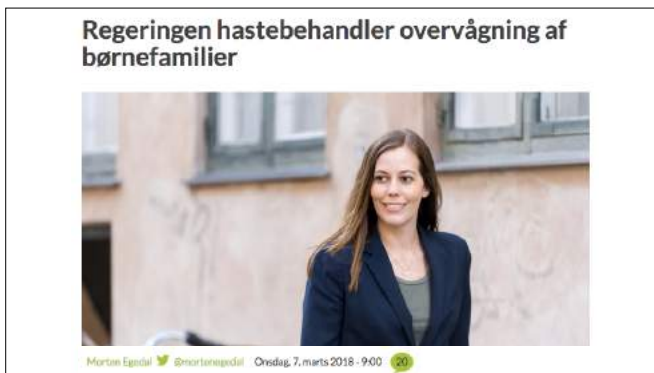 Regeringen hastebehandler overvågning af
børnefamilier
Morten Egedal @mortenegedal Onsdag, 7. marts 2018 - 9:00 20